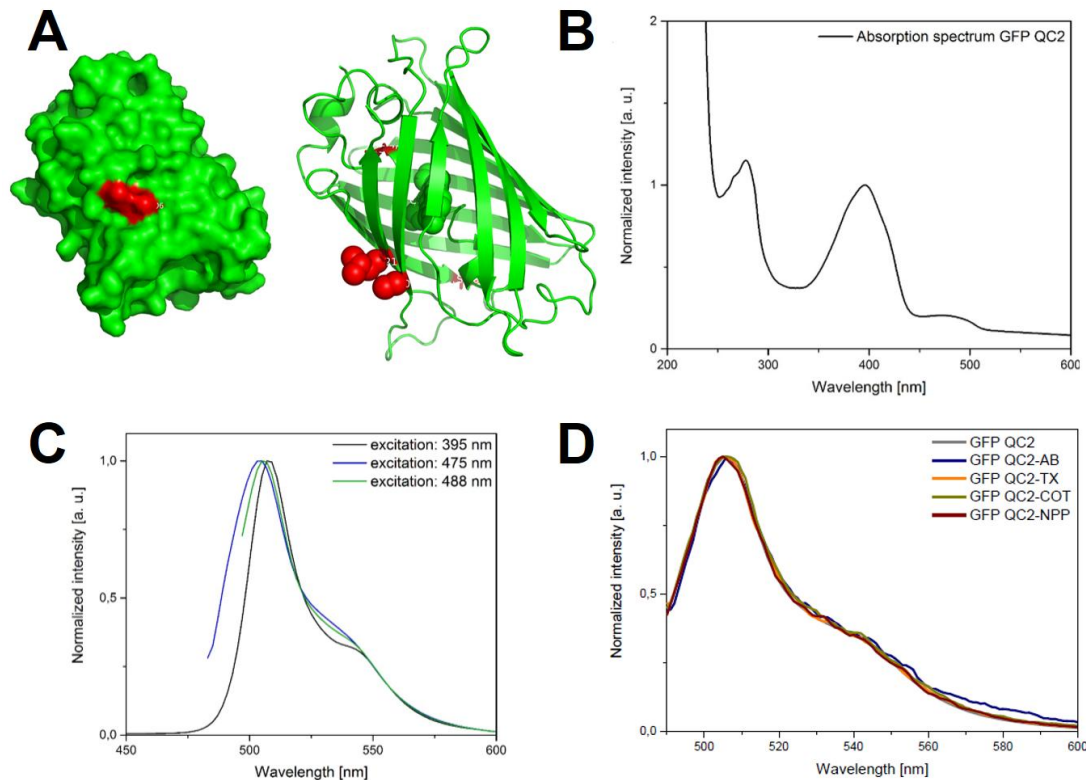 A
B
Absorption spectrum GFP QC2
Normalized intensity [a. u.]
2
1
0
200
300
400
500
600
Wavelength [nm]
C
excitation: 395 nm
excitation: 475 nm
excitation: 488 nm
Normalized intensity [a. u.]
1,0
0,5
0,0
450
500
550
600
Wavelength [nm]
D
GFP QC2
GFP QC2-AB
GFP QC2-TX
GFP QC2-COT
GFP QC2-NPP
Normalized intensity [a. u.]
1,0
0,5
0,0
500
520
540
560
580
600
Wavelength [nm]